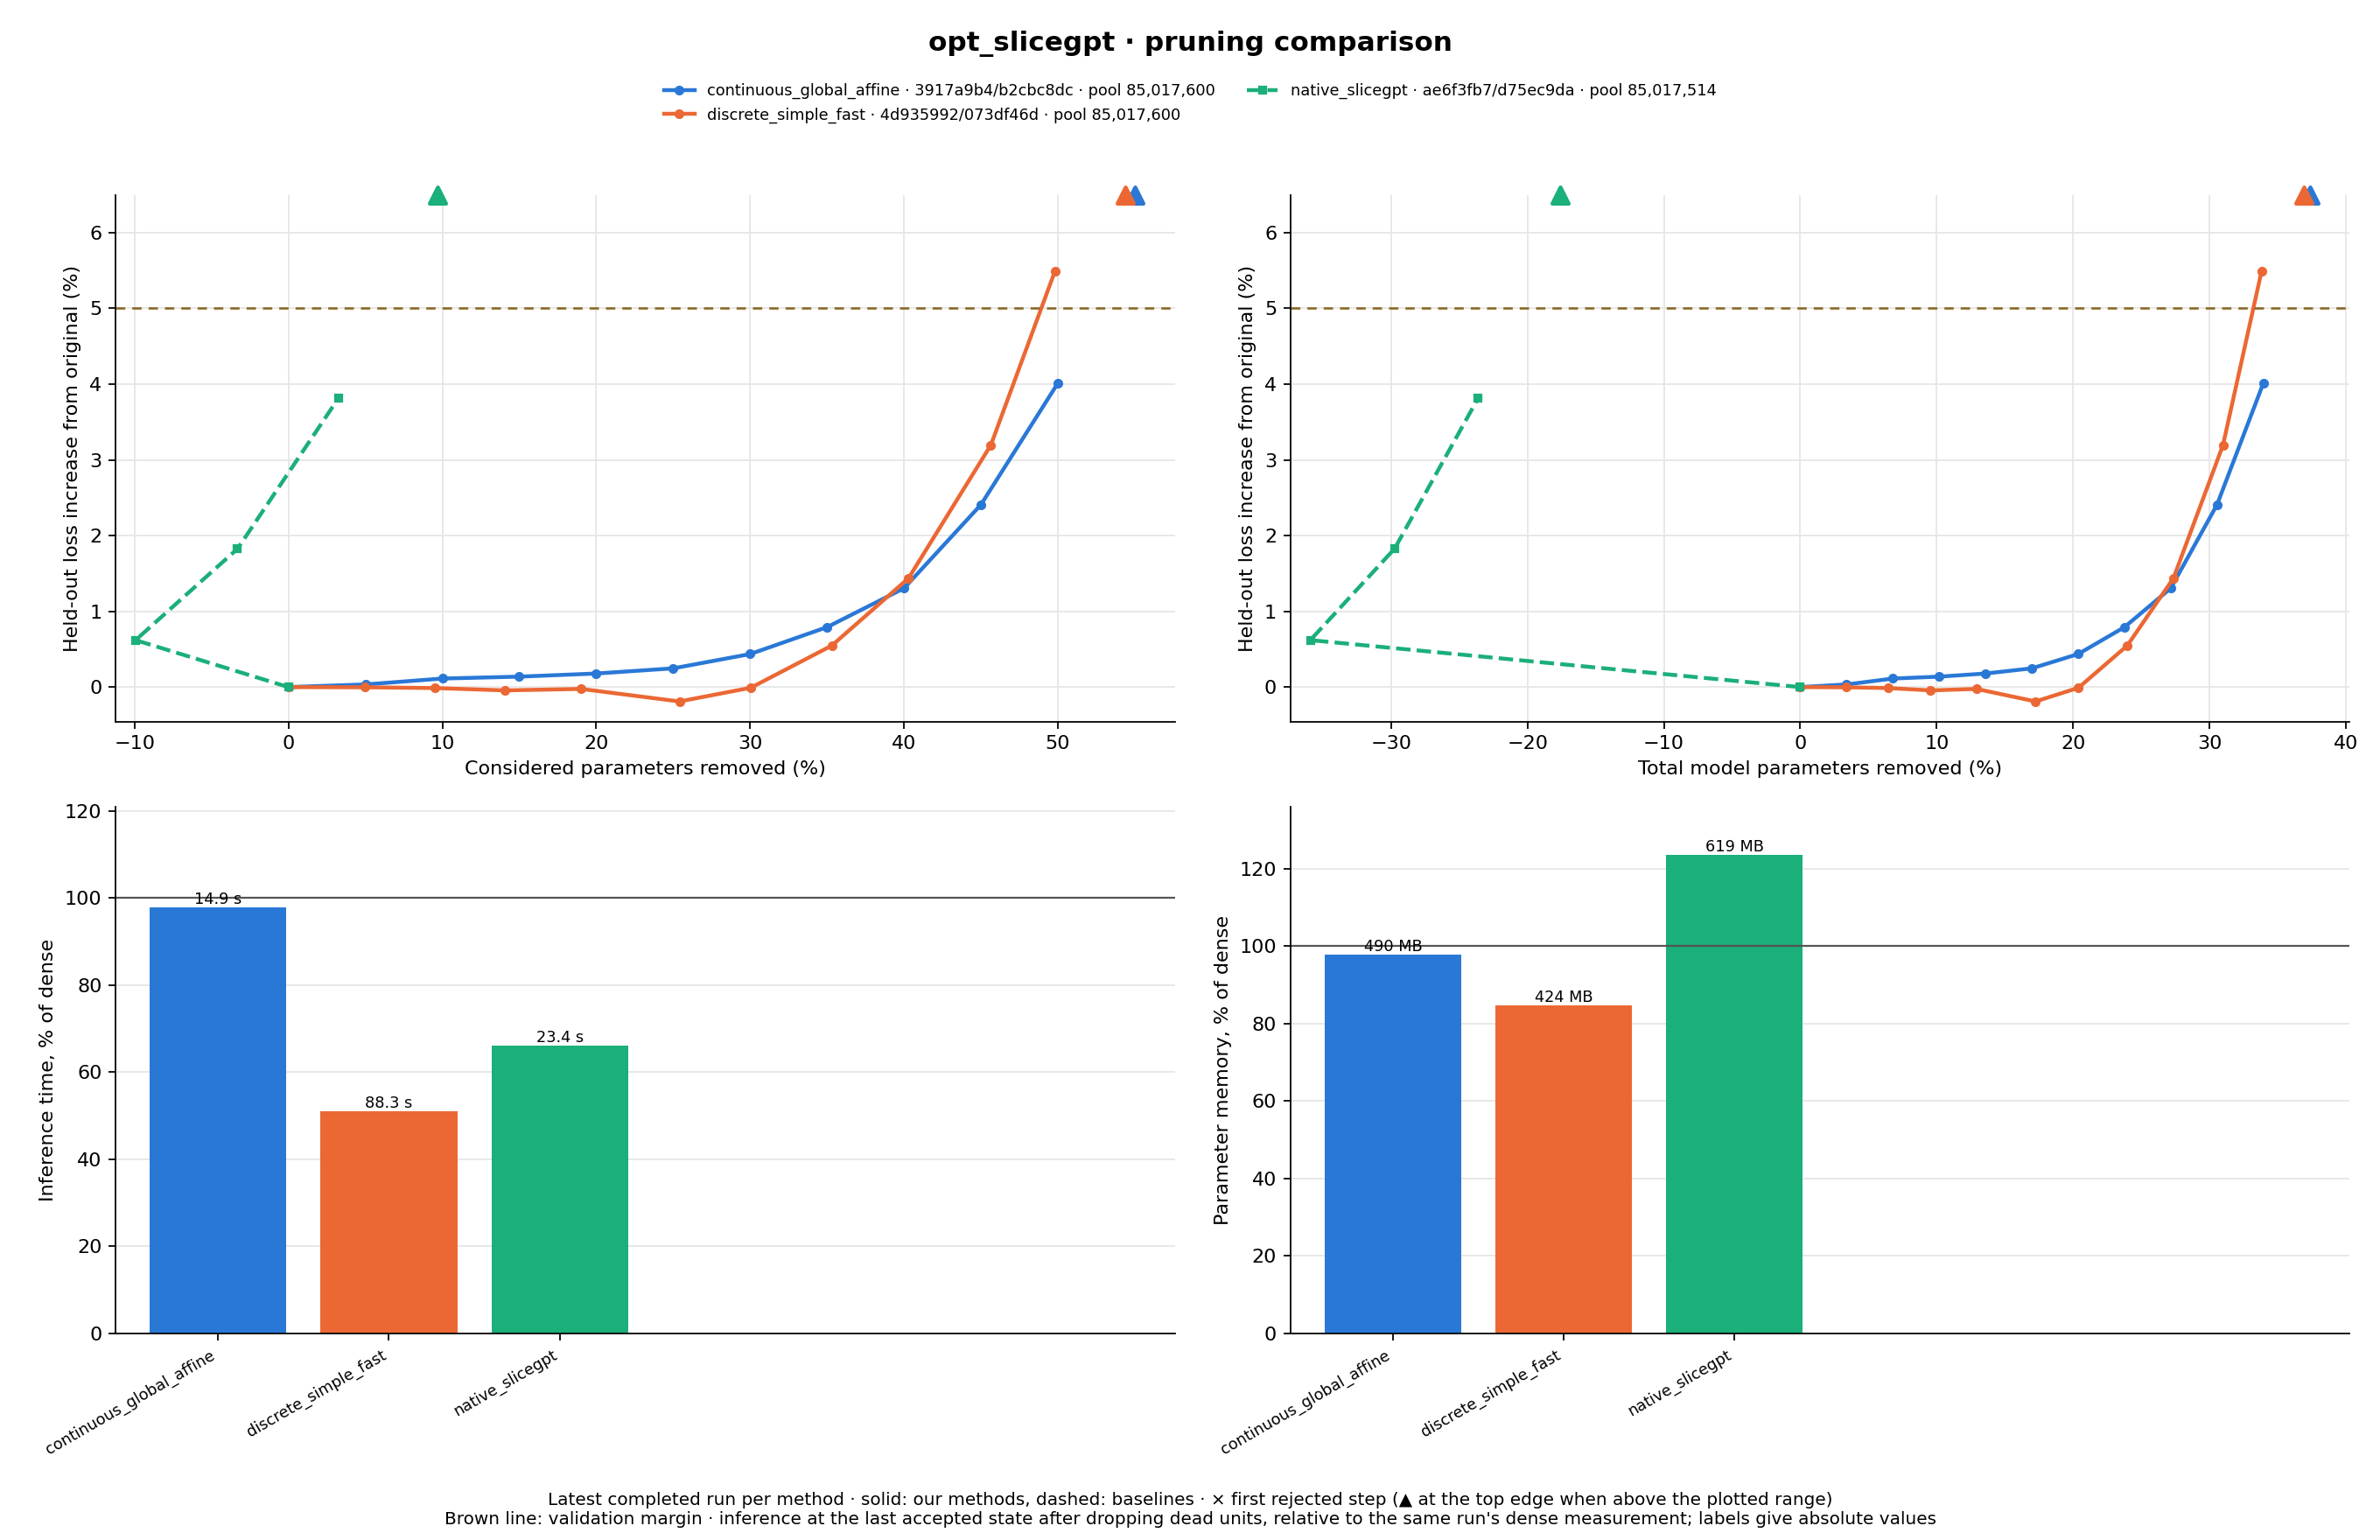 opt_slicegpt · pruning comparison
continuous_global_affine · 3917a9b4/b2cbc8dc · pool 85,017,600
discrete_simple_fast · 4d935992/073df46d · pool 85,017,600
native_slicegpt · ae6f3fb7/d75ec9da · pool 85,017,514
Held-out loss increase from original (%)
6
5
4
3
2
1
0
−10
0
10
20
30
40
50
Considered parameters removed (%)
Held-out loss increase from original (%)
6
5
4
3
2
1
0
−30
−20
−10
0
10
20
30
40
Total model parameters removed (%)
Inference time, % of dense
120
100
80
60
40
20
0
14.9 s
88.3 s
23.4 s
continuous_global_affine
discrete_simple_fast
native_slicegpt
Parameter memory, % of dense
120
100
80
60
40
20
0
490 MB
424 MB
619 MB
continuous_global_affine
discrete_simple_fast
native_slicegpt
Latest completed run per method · solid: our methods, dashed: baselines · × first rejected step (▲ at the top edge when above the plotted range)
Brown line: validation margin · inference at the last accepted state after dropping dead units, relative to the same run's dense measurement; labels give absolute values